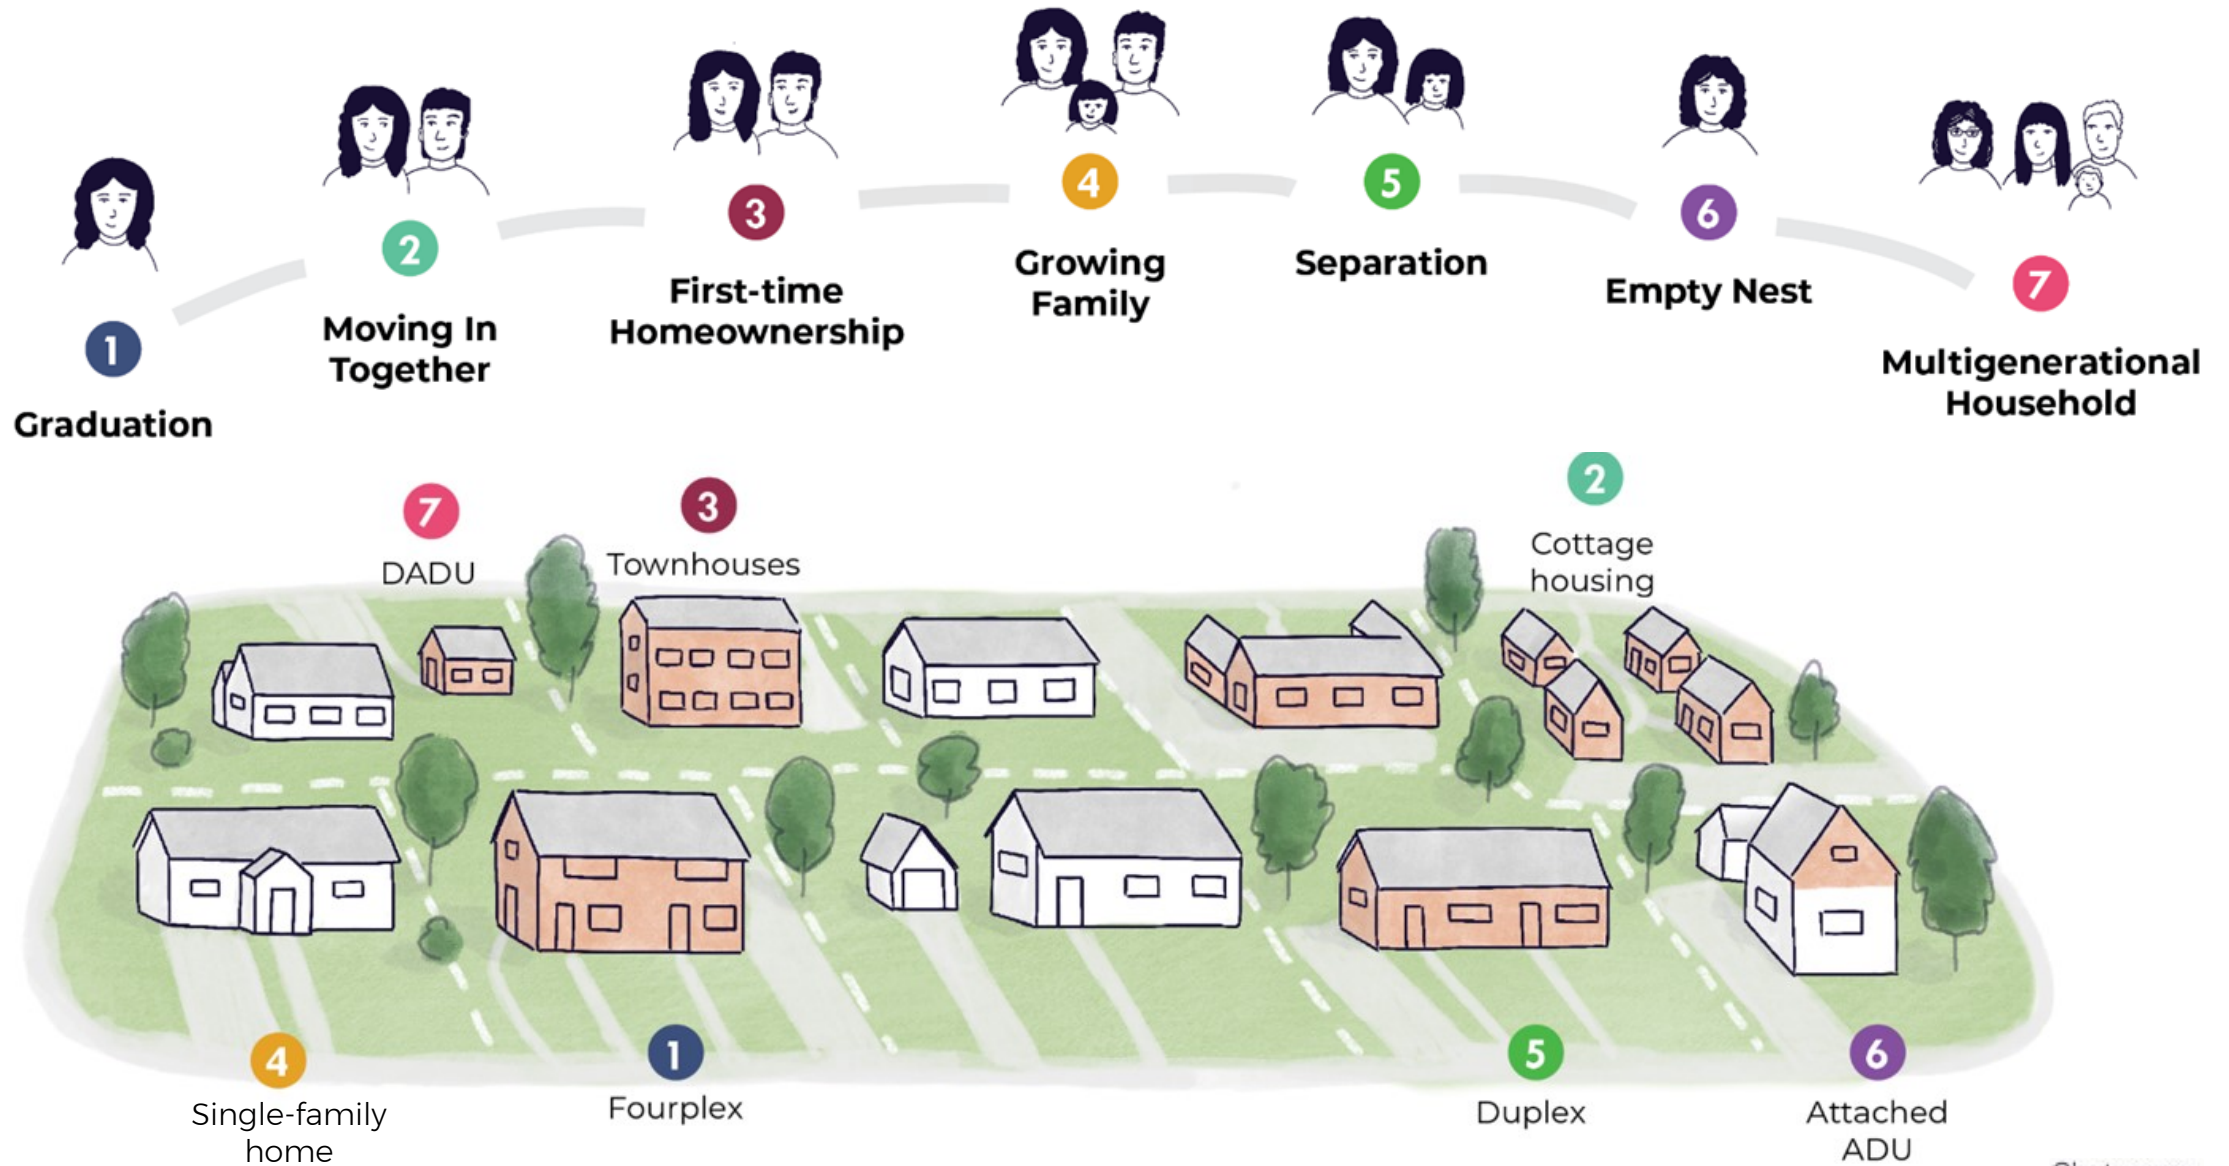 1
Graduation
2
Moving In
Together
3
First-time
Homeownership
4
Growing
Family
5
Separation
6
Empty Nest
7
Multigenerational
Household
7
DADU
3
Townhouses
2
Cottage
housing
4
Single-family
home
1
Fourplex
5
Duplex
6
Attached
ADU